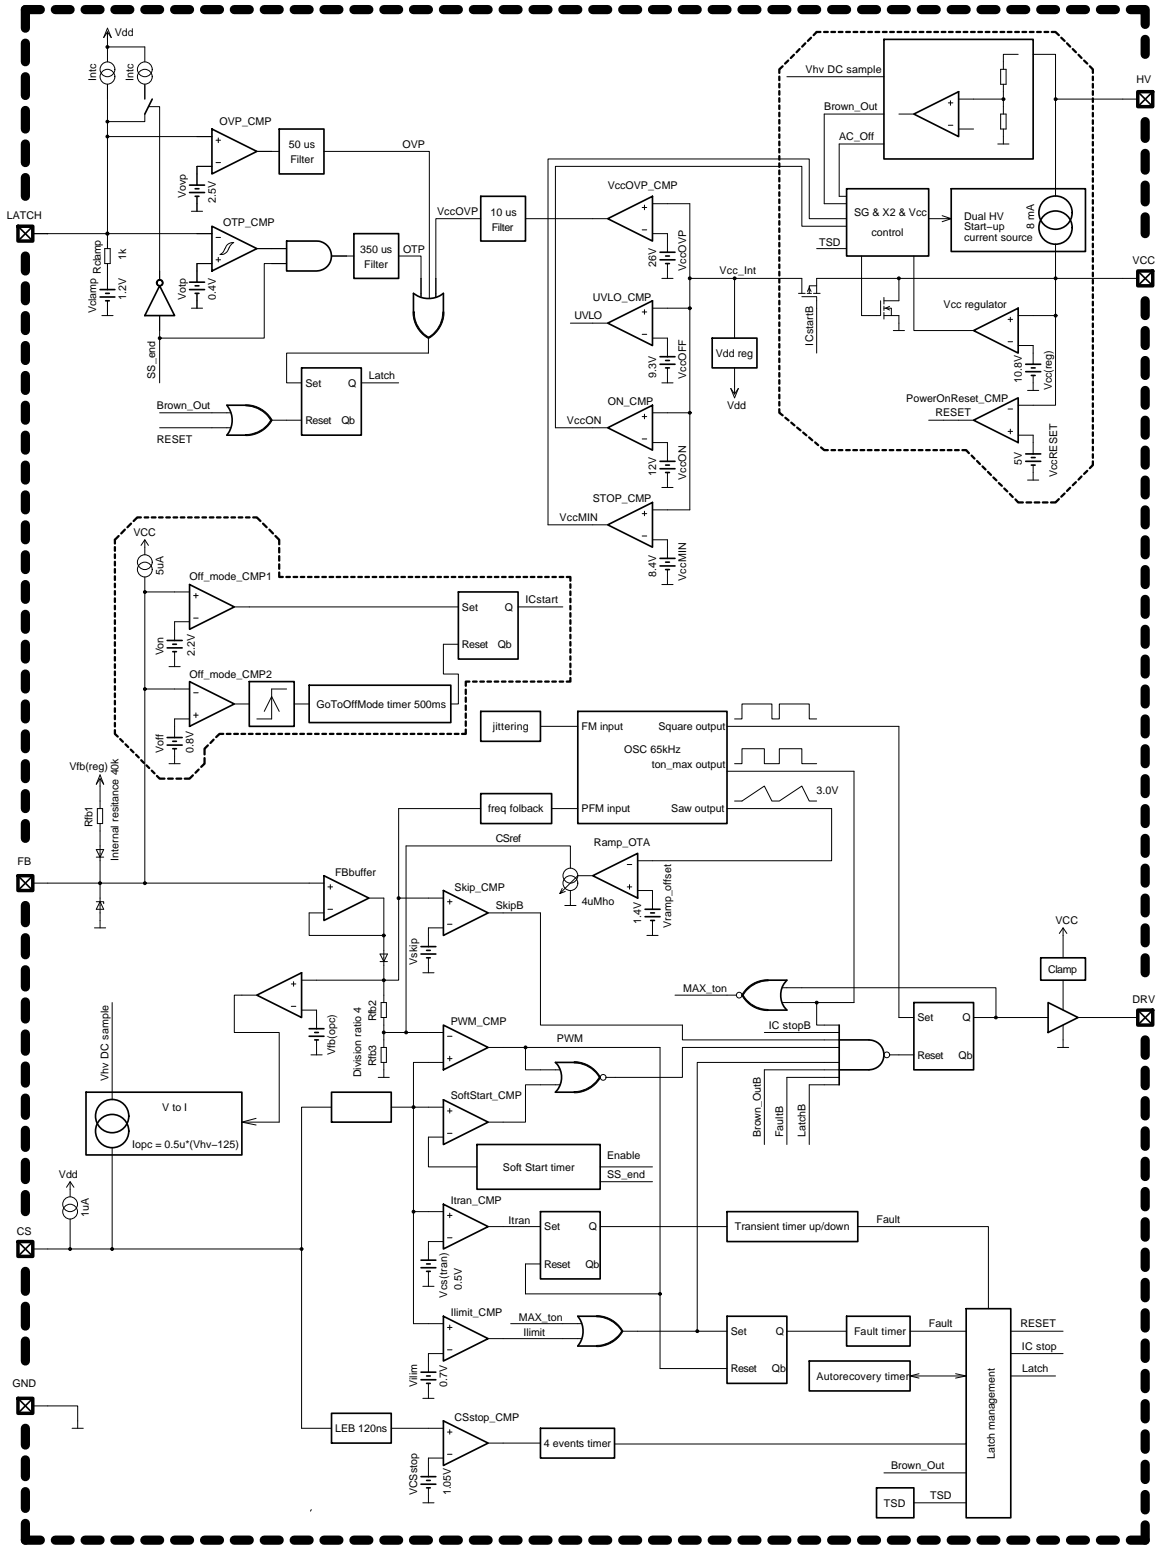 Vdd
Intc
Intc
OVP_CMP
+
−
50 us
Filter
OVP
Vovp
2.5V
LATCH
OTP_CMP
−
+
350 us
Filter
OTP
Rclamp
1k
Vclamp
1.2V
Votp
0.4V
SS_end
VccOVP
10 us
Filter
Set
Q
Latch
Reset
Qb
Brown_Out
RESET
VccOVP_CMP
+
−
26V
VccOVP
UVLO_CMP
UVLO
+
−
9.3V
VccOFF
ON_CMP
VccON
+
−
12V
VccON
STOP_CMP
VccMIN
+
−
8.4V
VccMIN
Vcc_Int
Vdd reg
Vdd
Vhv DC sample
Brown_Out
AC_Off
+
−
HV
SG & X2 & Vcc
control
TSD
Dual HV
Start−up
current source
8 mA
VCC
ICstartB
Vcc regulator
+
−
10.8V
Vcc(reg)
PowerOnReset_CMP
RESET
−
+
5V
VccRESET
VCC
5uA
Off_mode_CMP1
+
−
Von
2.2V
Set
Q
ICstart
Reset
Qb
Off_mode_CMP2
−
+
GoToOffMode timer 500ms
Voff
0.8V
Vfb(reg)
Rfb1
Internal resitance 40k
FB
jittering
FM input
Square output
OSC 65kHz
ton_max output
freq folback
PFM input
Saw output
3.0V
CSref
Ramp_OTA
−
+
4uMho
1.4V
Vramp_offset
FBbuffer
+
−
Skip_CMP
+
−
SkipB
Vskip
+
−
Vfb(opc)
Rfb2
Division ratio 4
Rfb3
PWM_CMP
−
+
PWM
Vhv DC sample
V to I
Iopc = 0.5u*(Vhv−125)
SoftStart_CMP
+
−
Soft Start timer
Enable
SS_end
MAX_ton
IC stopB
Brown_OutB
FaultB
LatchB
Set
Q
Reset
Qb
VCC
Clamp
DRV
Vdd
1uA
CS
Itran_CMP
+
−
Itran
Vcs(tran)
0.5V
Set
Q
Reset
Qb
Transient timer up/down
Fault
Ilimit_CMP
+
−
MAX_ton
Ilimit
Vilim
0.7V
Set
Q
Reset
Qb
Fault timer
Fault
Autorecovery timer
RESET
IC stop
Latch
Latch management
GND
LEB 120ns
CSstop_CMP
+
−
VCSstop
1.05V
4 events timer
Brown_Out
TSD
TSD